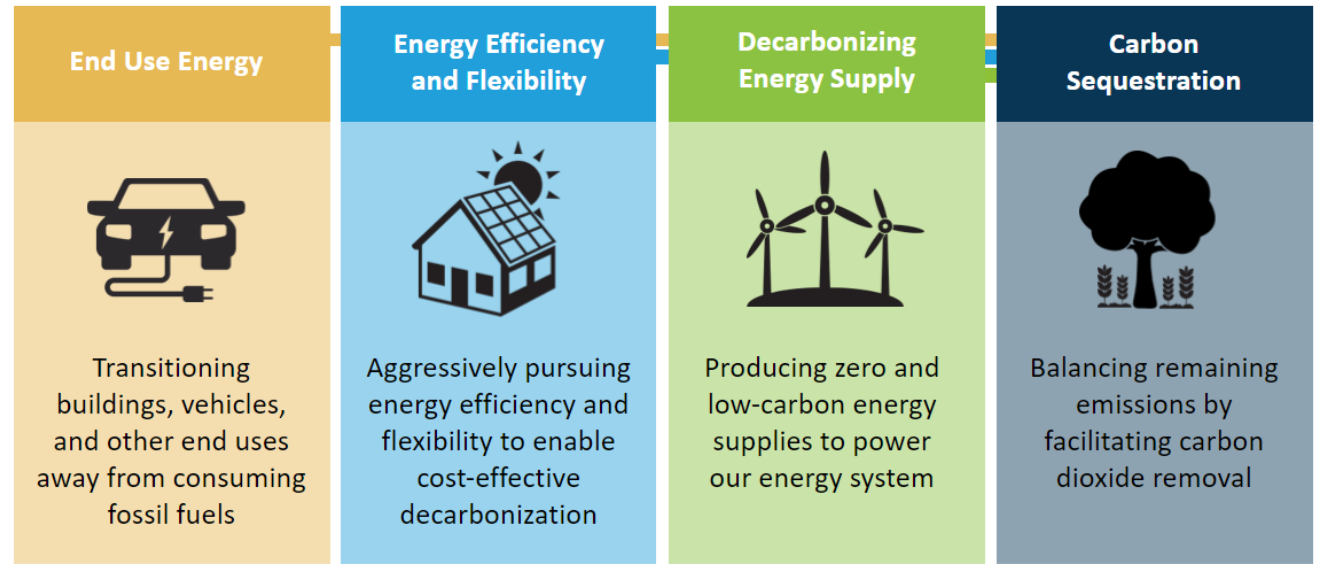 End Use Energy
Transitioning
buildings, vehicles,
and other end uses
away from consuming
fossil fuels
Energy Efficiency
and Flexibility
Aggressively pursuing
energy efficiency and
flexibility to enable
cost-effective
decarbonization
Decarbonizing
Energy Supply
Producing zero and
low-carbon energy
supplies to power
our energy system
Carbon
Sequestration
Balancing remaining
emissions by
facilitating carbon
dioxide removal